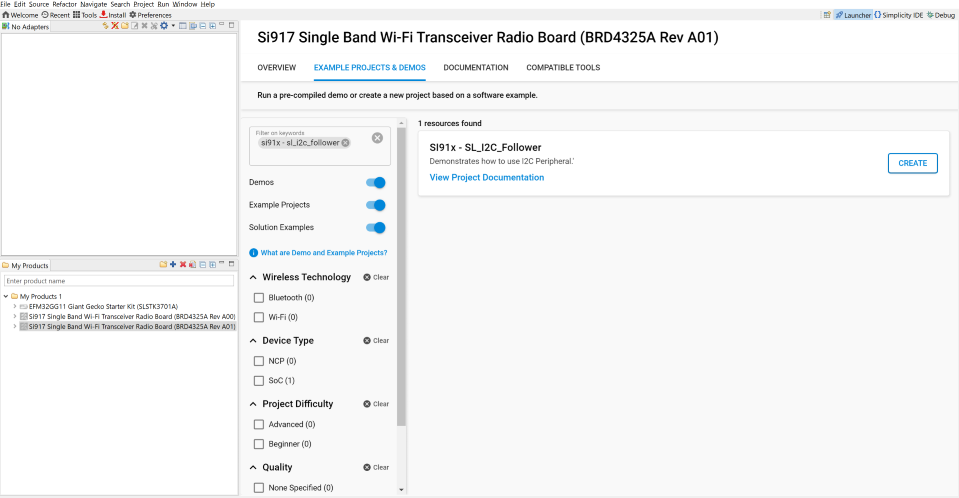 File Edit Source Refactor Navigate Search Project Run Window Help
Welcome Recent Tools Install Preferences
Launcher {} Simplicity IDE Debug
No Adapters
Si917 Single Band Wi-Fi Transceiver Radio Board (BRD4325A Rev A01)
OVERVIEW EXAMPLE PROJECTS & DEMOS DOCUMENTATION COMPATIBLE TOOLS
Run a pre-compiled demo or create a new project based on a software example.
Filter on keywords
si91x - sl_i2c_follower
Demos
Example Projects
Solution Examples
What are Demo and Example Projects?
Wireless Technology Clear
Bluetooth (0)
Wi-Fi (0)
Device Type Clear
NCP (0)
SoC (1)
Project Difficulty Clear
Advanced (0)
Beginner (0)
Quality Clear
None Specified (0)
1 resources found
SI91x - SL_I2C_Follower
Demonstrates how to use I2C Peripheral.'
View Project Documentation
CREATE
My Products
Enter product name
My Products 1
EFM32GG11 Giant Gecko Starter Kit (SLSTK3701A)
Si917 Single Band Wi-Fi Transceiver Radio Board (BRD4325A Rev A00)
Si917 Single Band Wi-Fi Transceiver Radio Board (BRD4325A Rev A01)